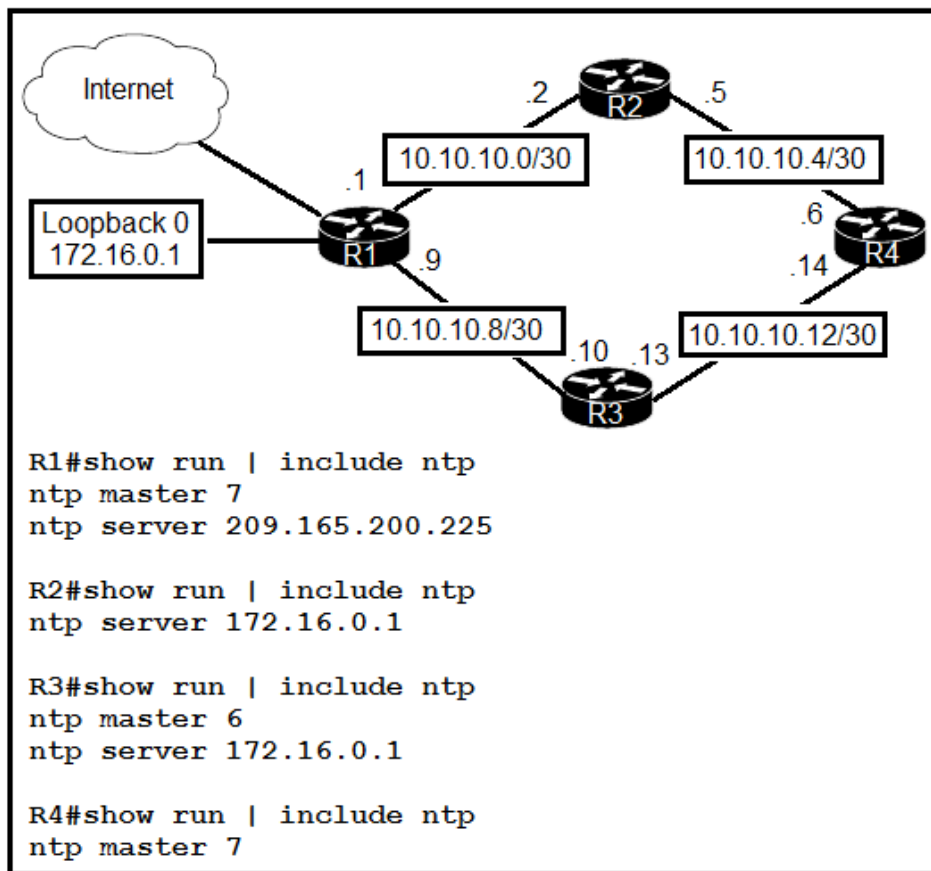 Internet
.2
R2
.5
10.10.10.0/30
10.10.10.4/30
.1
Loopback 0
172.16.0.1
R1
.9
.6
R4
.14
10.10.10.8/30
10.10.10.12/30
.10
.13
R3
R1#show run | include ntp
ntp master 7
ntp server 209.165.200.225
R2#show run | include ntp
ntp server 172.16.0.1
R3#show run | include ntp
ntp master 6
ntp server 172.16.0.1
R4#show run | include ntp
ntp master 7